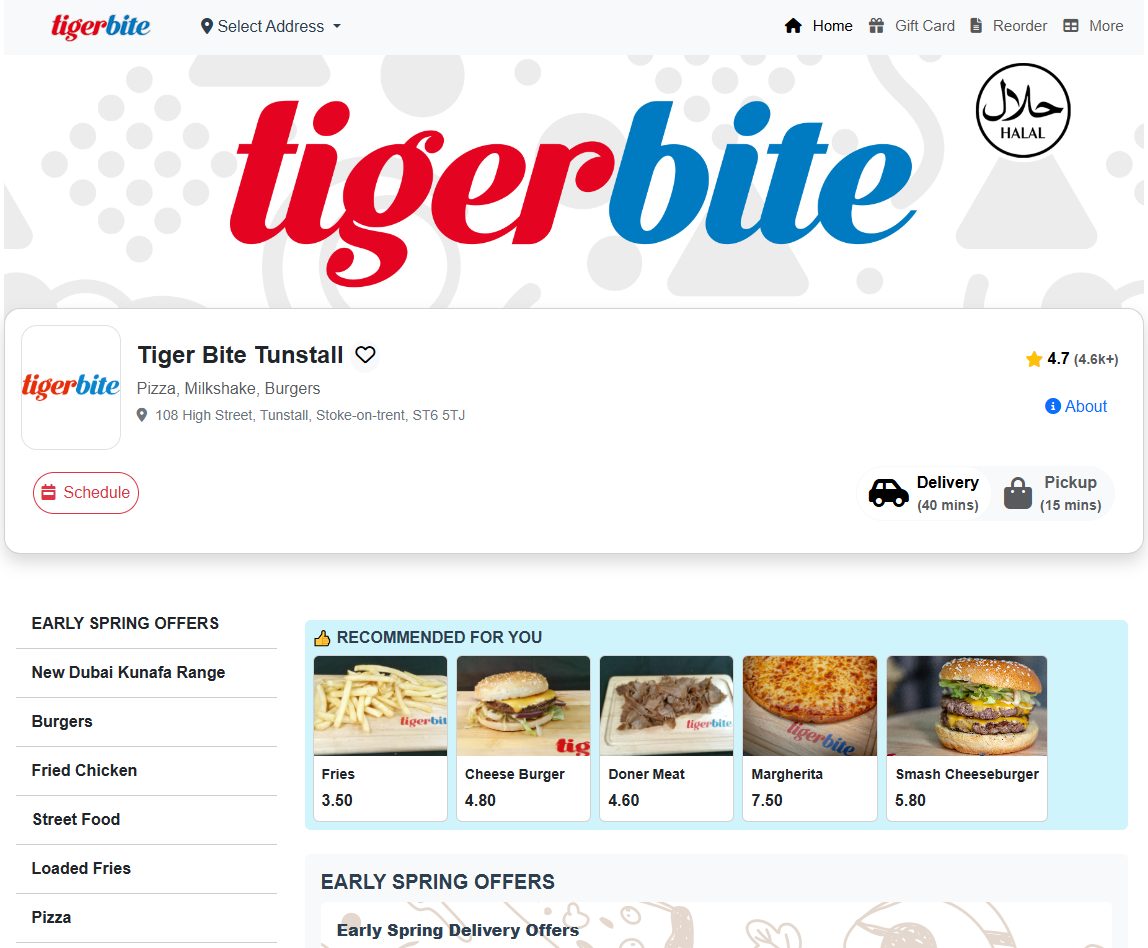 tigerbite
Select Address
Home
Gift Card
Reorder
More
tigerbite
حلال
HALAL
tigerbite
Tiger Bite Tunstall
4.7 (4.6k+)
Pizza, Milkshake, Burgers
About
108 High Street, Tunstall, Stoke-on-trent, ST6 5TJ
Schedule
Delivery
(40 mins)
Pickup
(15 mins)
EARLY SPRING OFFERS
New Dubai Kunafa Range
Burgers
Fried Chicken
Street Food
Loaded Fries
Pizza
RECOMMENDED FOR YOU
tigerbit
tig
tigerbite
tigerbite
Fries
3.50
Cheese Burger
4.80
Doner Meat
4.60
Margherita
7.50
Smash Cheeseburger
5.80
EARLY SPRING OFFERS
Early Spring Delivery Offers